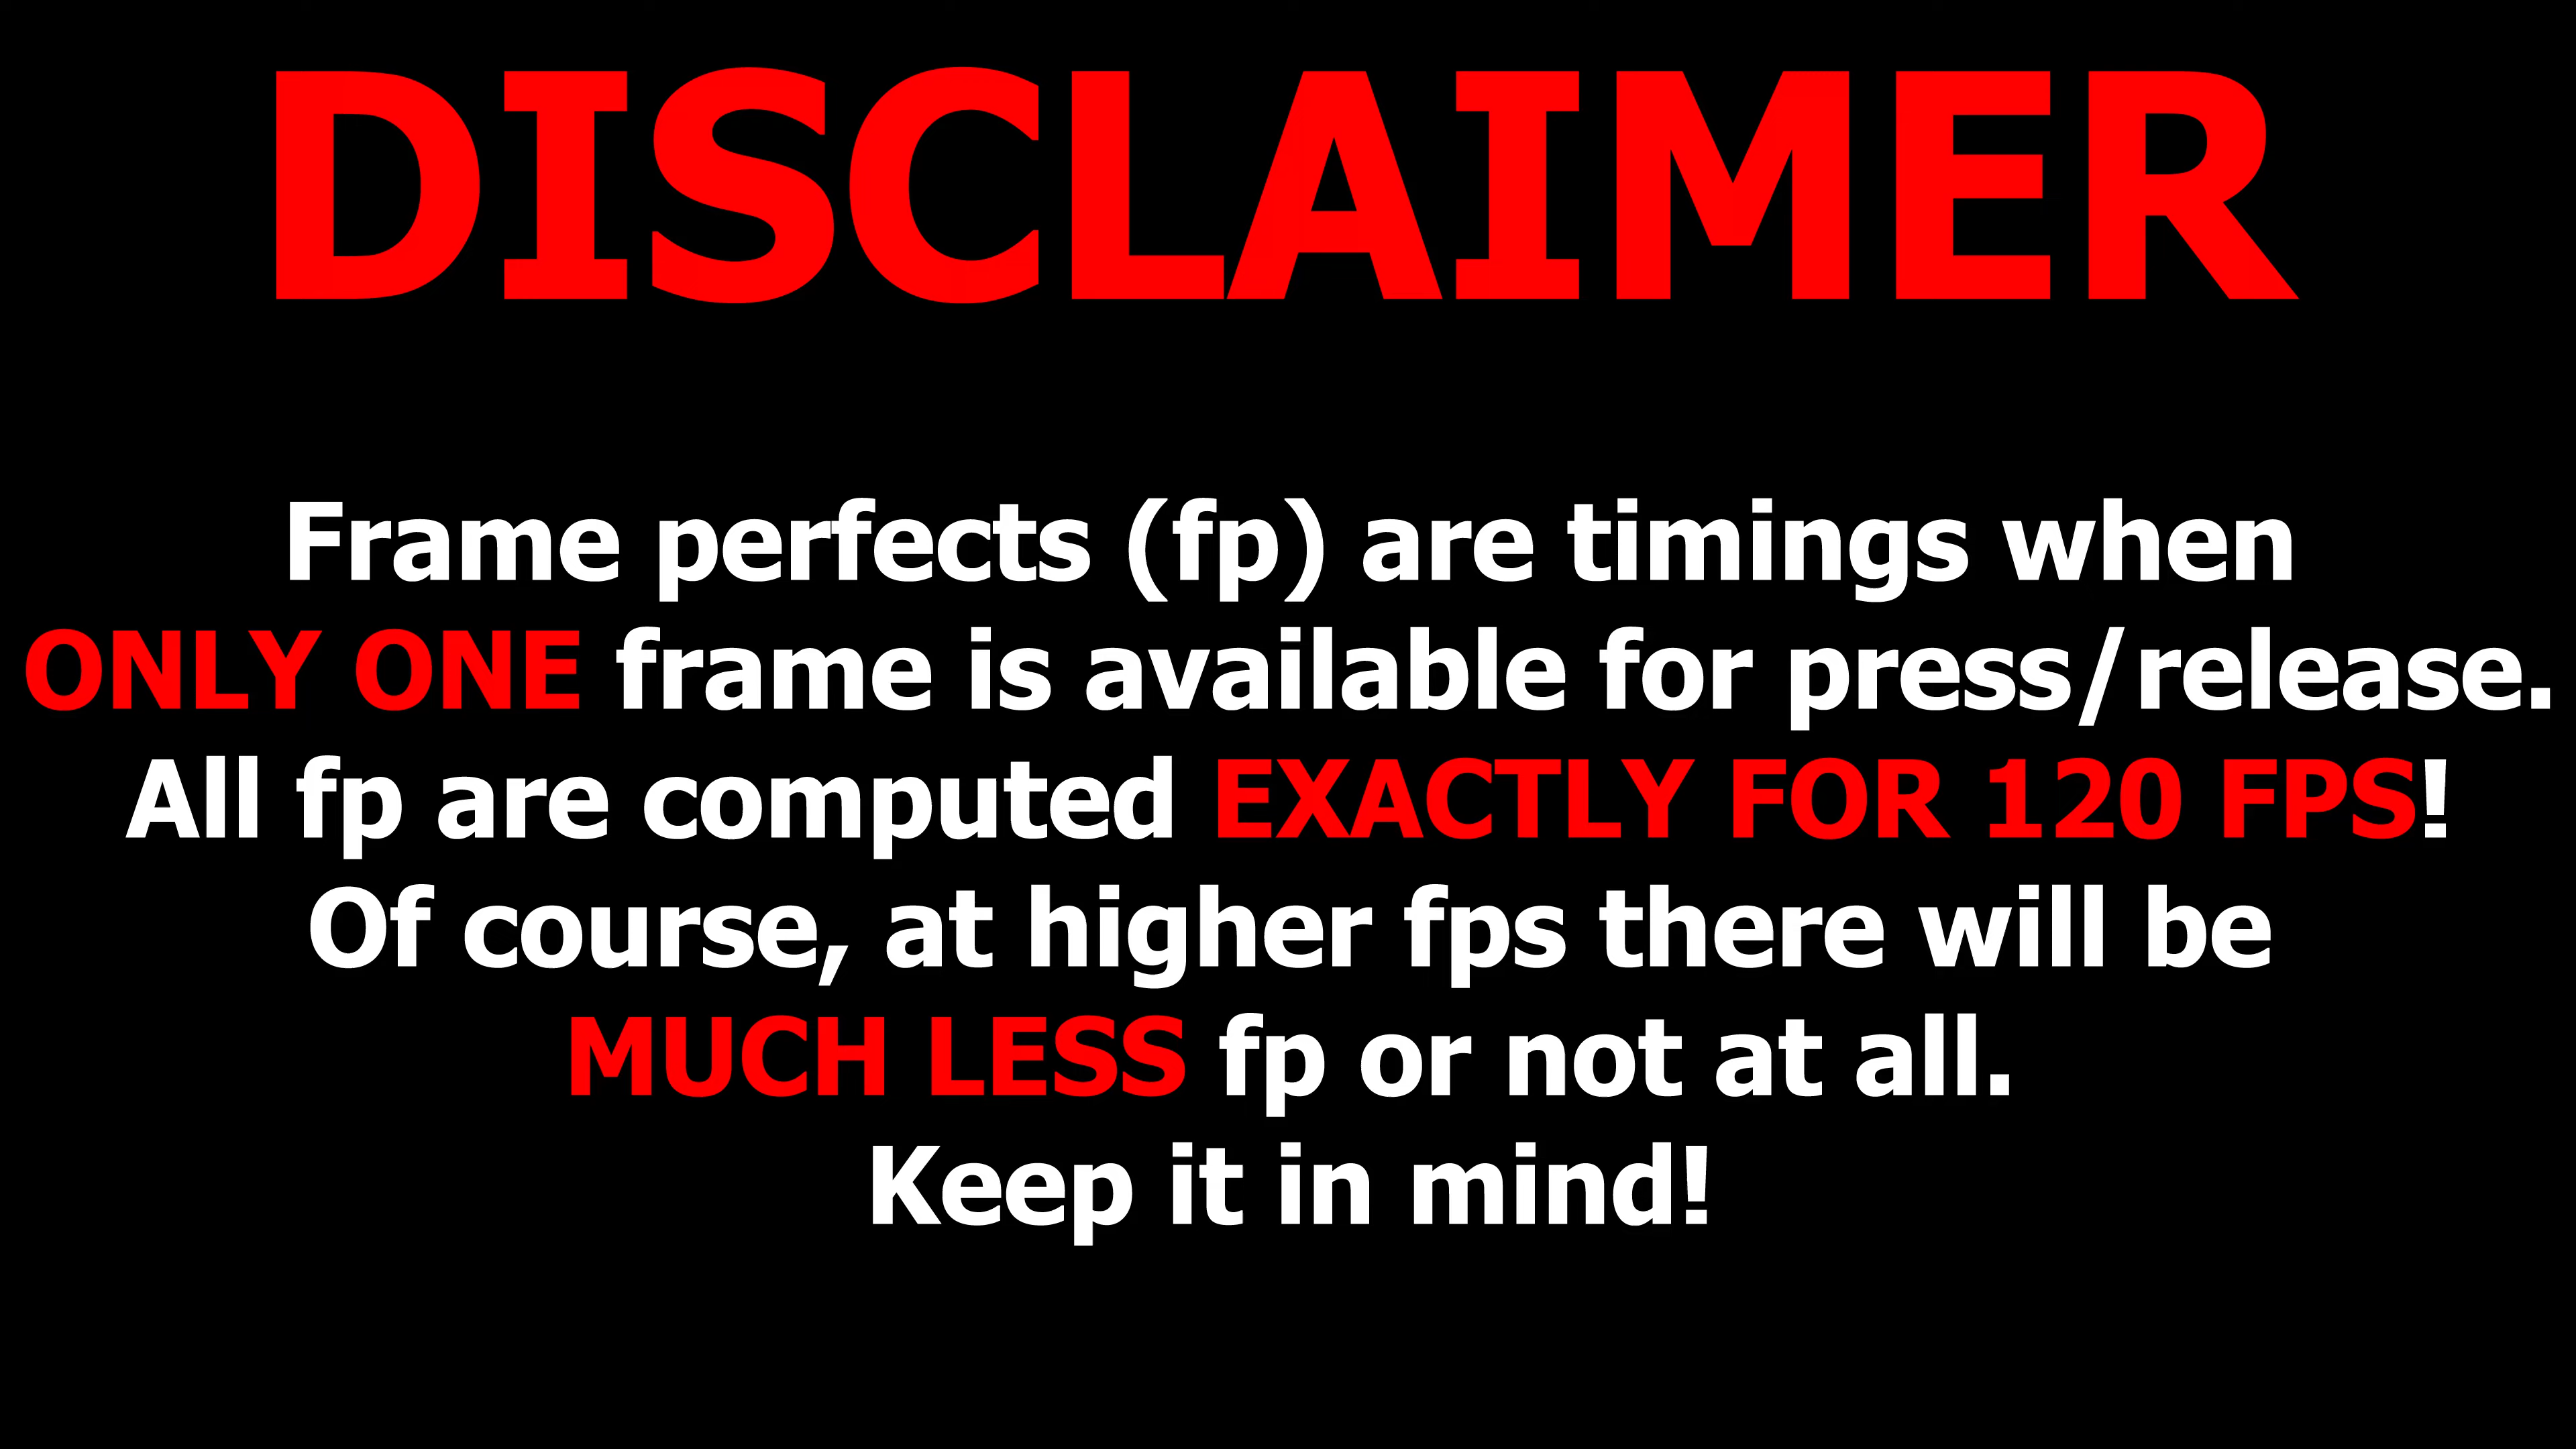 DISCLAIMER
Frame perfects (fp) are timings when
ONLY ONE frame is available for press/release.
All fp are computed EXACTLY FOR 120 FPS!
Of course, at higher fps there will be
MUCH LESS fp or not at all.
Keep it in mind!